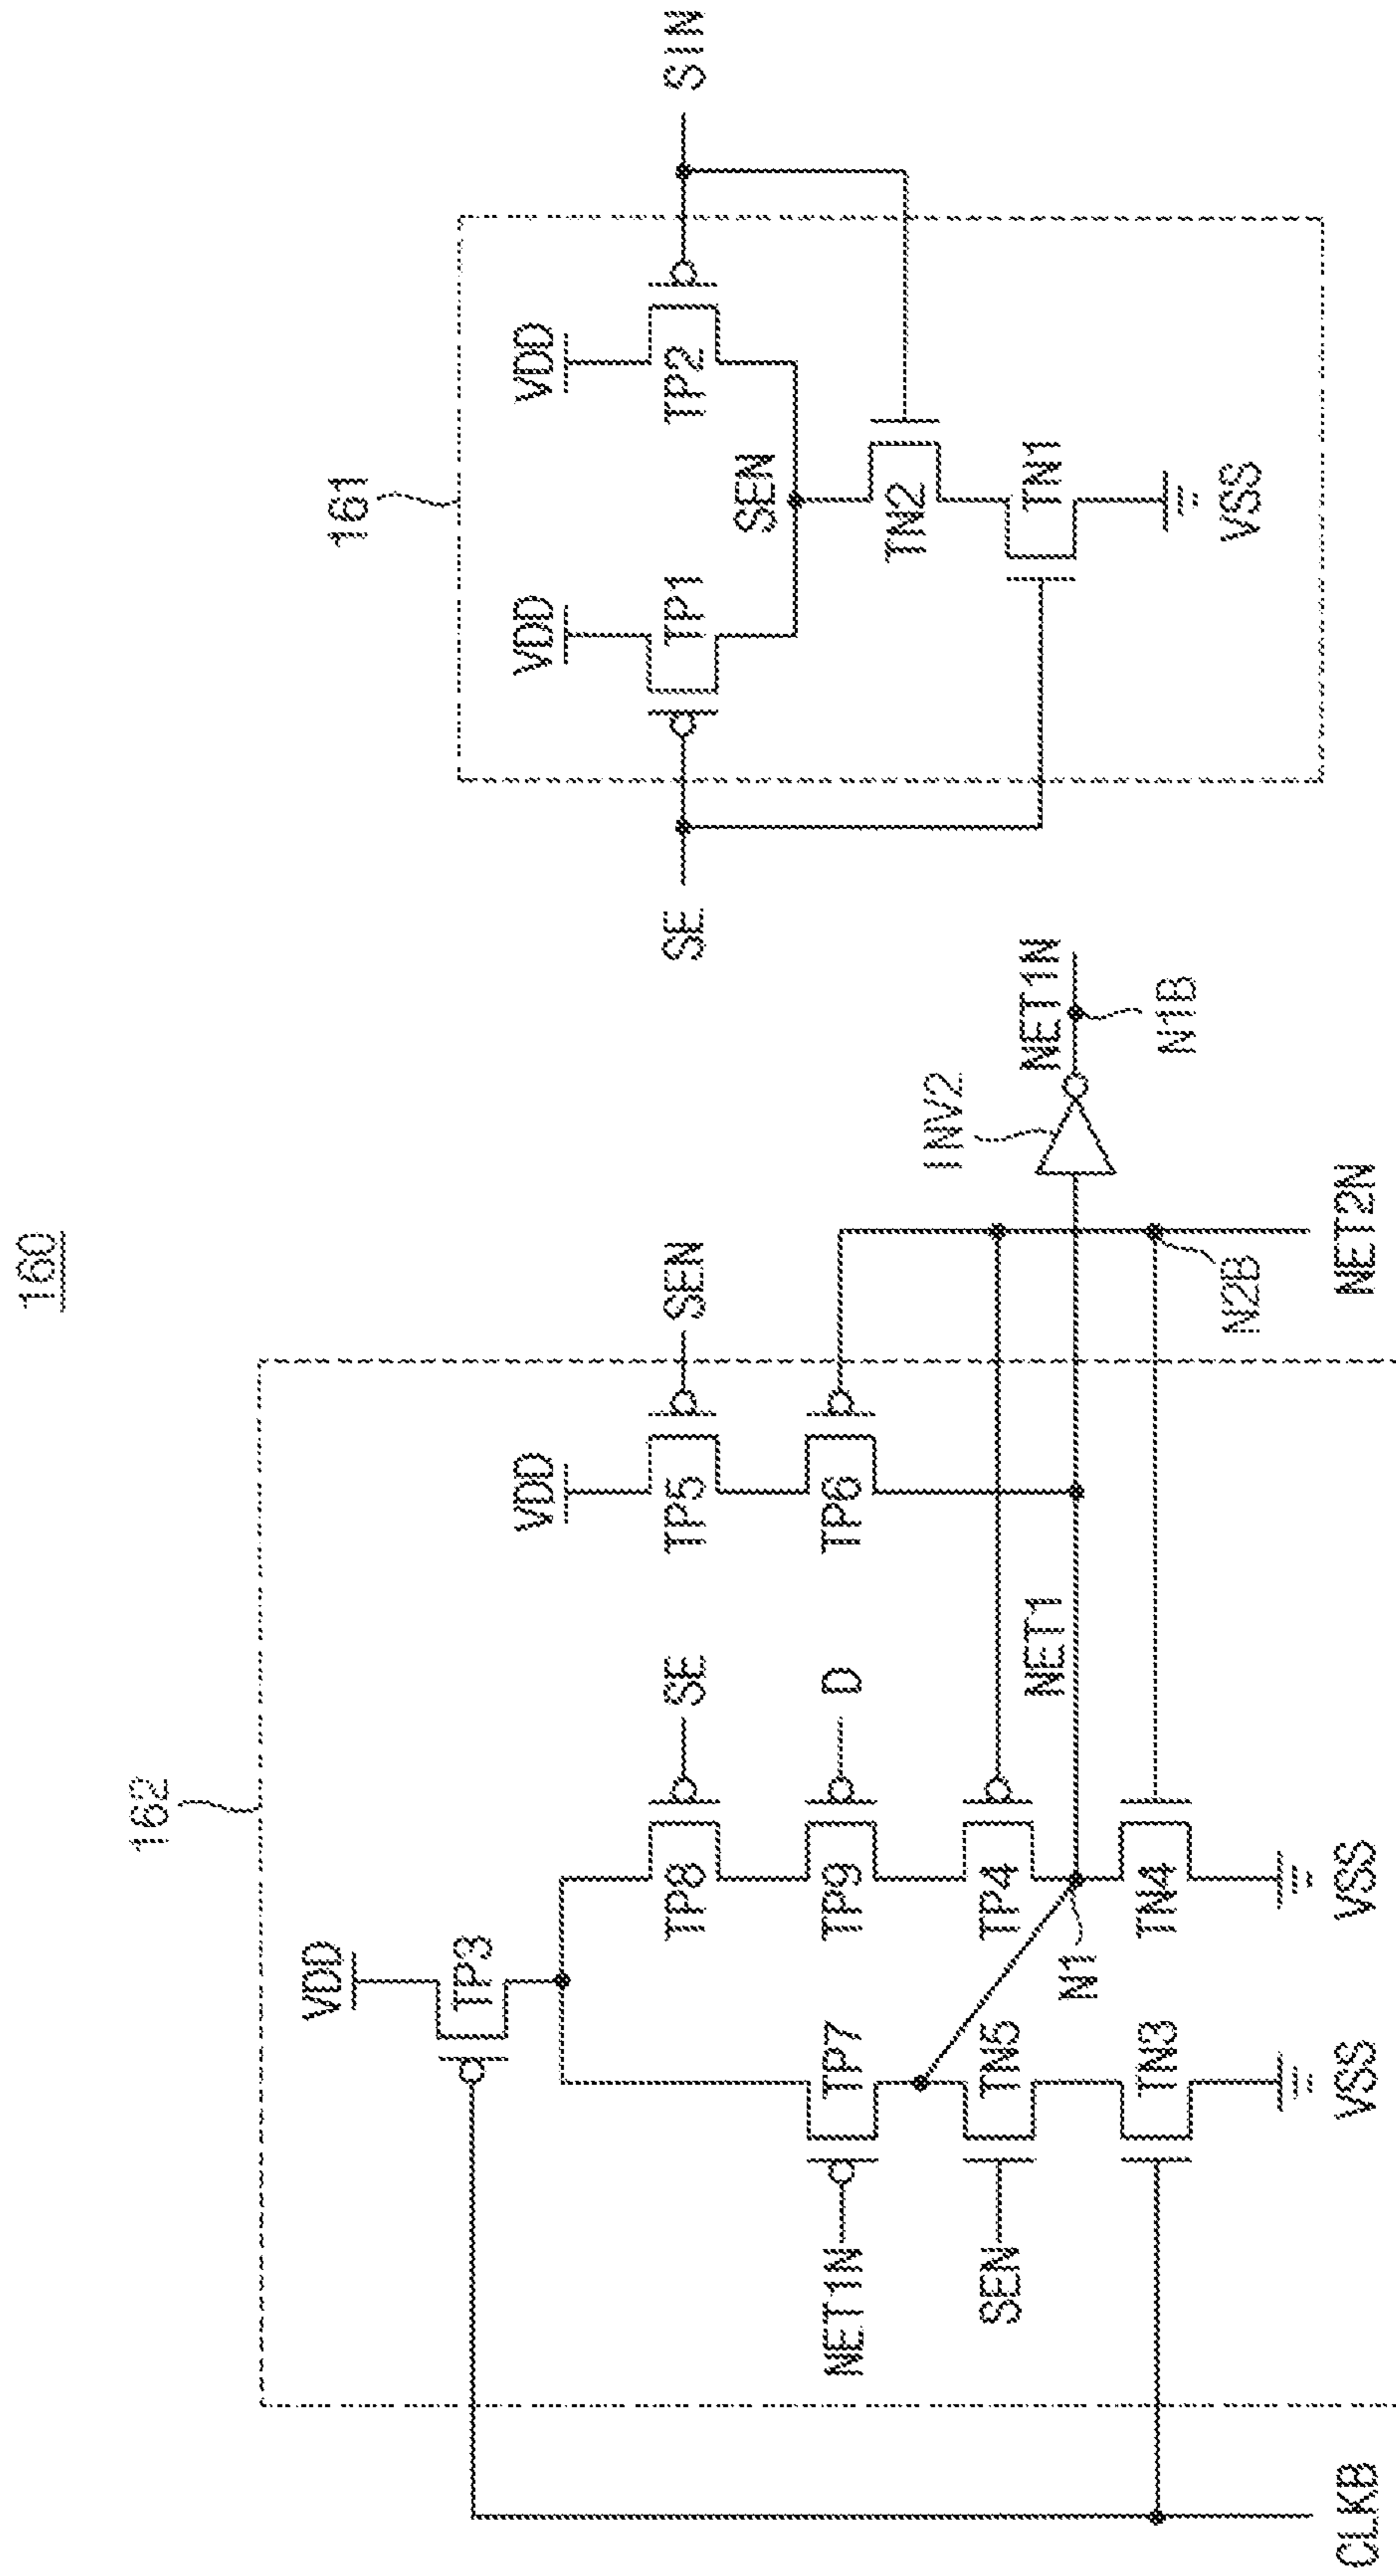 160
162
VDD
TP3
TP8
SE
TP9
D
TP4
NET1N
TP7
SEN
TN5
TN3
N1
TN4
NET1
VDD
TP5
SEN
TP6
N2B
INV2
NET1N
N1B
VSS
VSS
CLKB
NET2N
161
VDD
VDD
TP1
TP2
SEN
SE
SIN
TN2
TN1
VSS